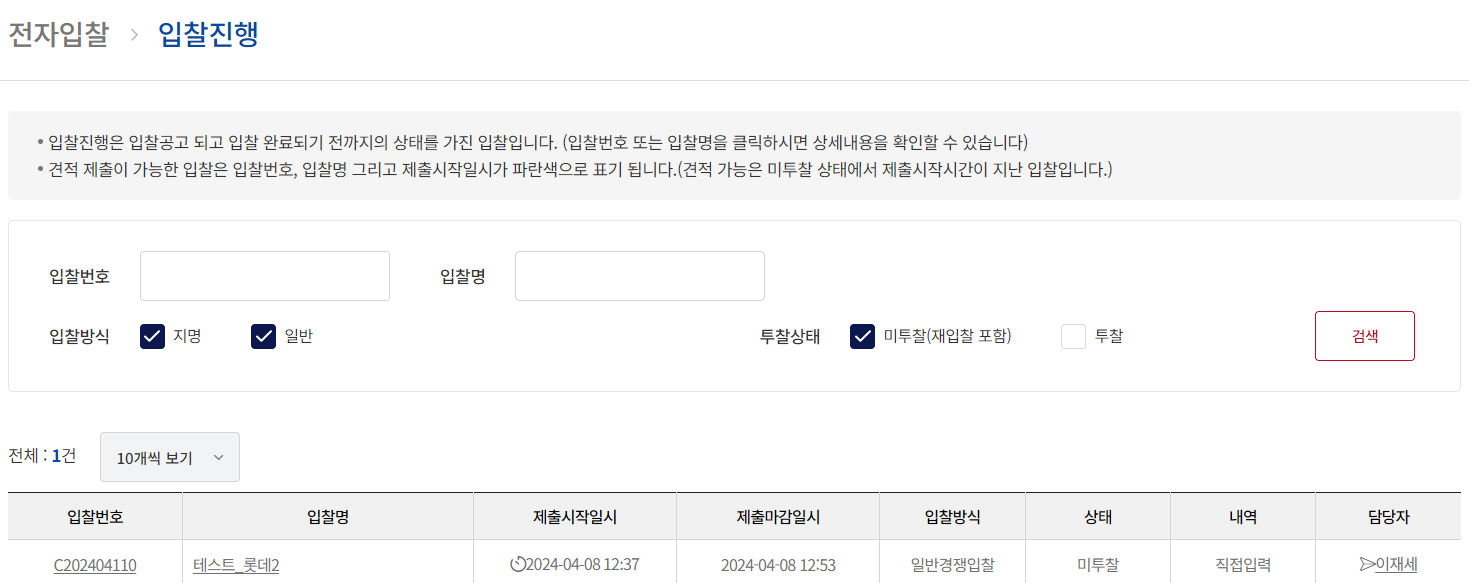 전자입찰 > 입찰진행
• 입찰진행은 입찰공고 되고 입찰 완료되기 전까지의 상태를 가진 입찰입니다. (입찰번호 또는 입찰명을 클릭하시면 상세내용을 확인할 수 있습니다)
• 견적 제출이 가능한 입찰은 입찰번호, 입찰명 그리고 제출시작일시가 파란색으로 표기 됩니다.(견적 가능은 미투찰 상태에서 제출시작시간이 지난 입찰입니다.)
입찰번호 입찰명
입찰방식 지명 일반 투찰상태 미투찰(재입찰 포함) 투찰 검색
전체 : 1건 10개씩 보기
입찰번호 입찰명 제출시작일시 제출마감일시 입찰방식 상태 내역 담당자
C202404110 테스트_롯데2 2024-04-08 12:37 2024-04-08 12:53 일반경쟁입찰 미투찰 직접입력 이재세